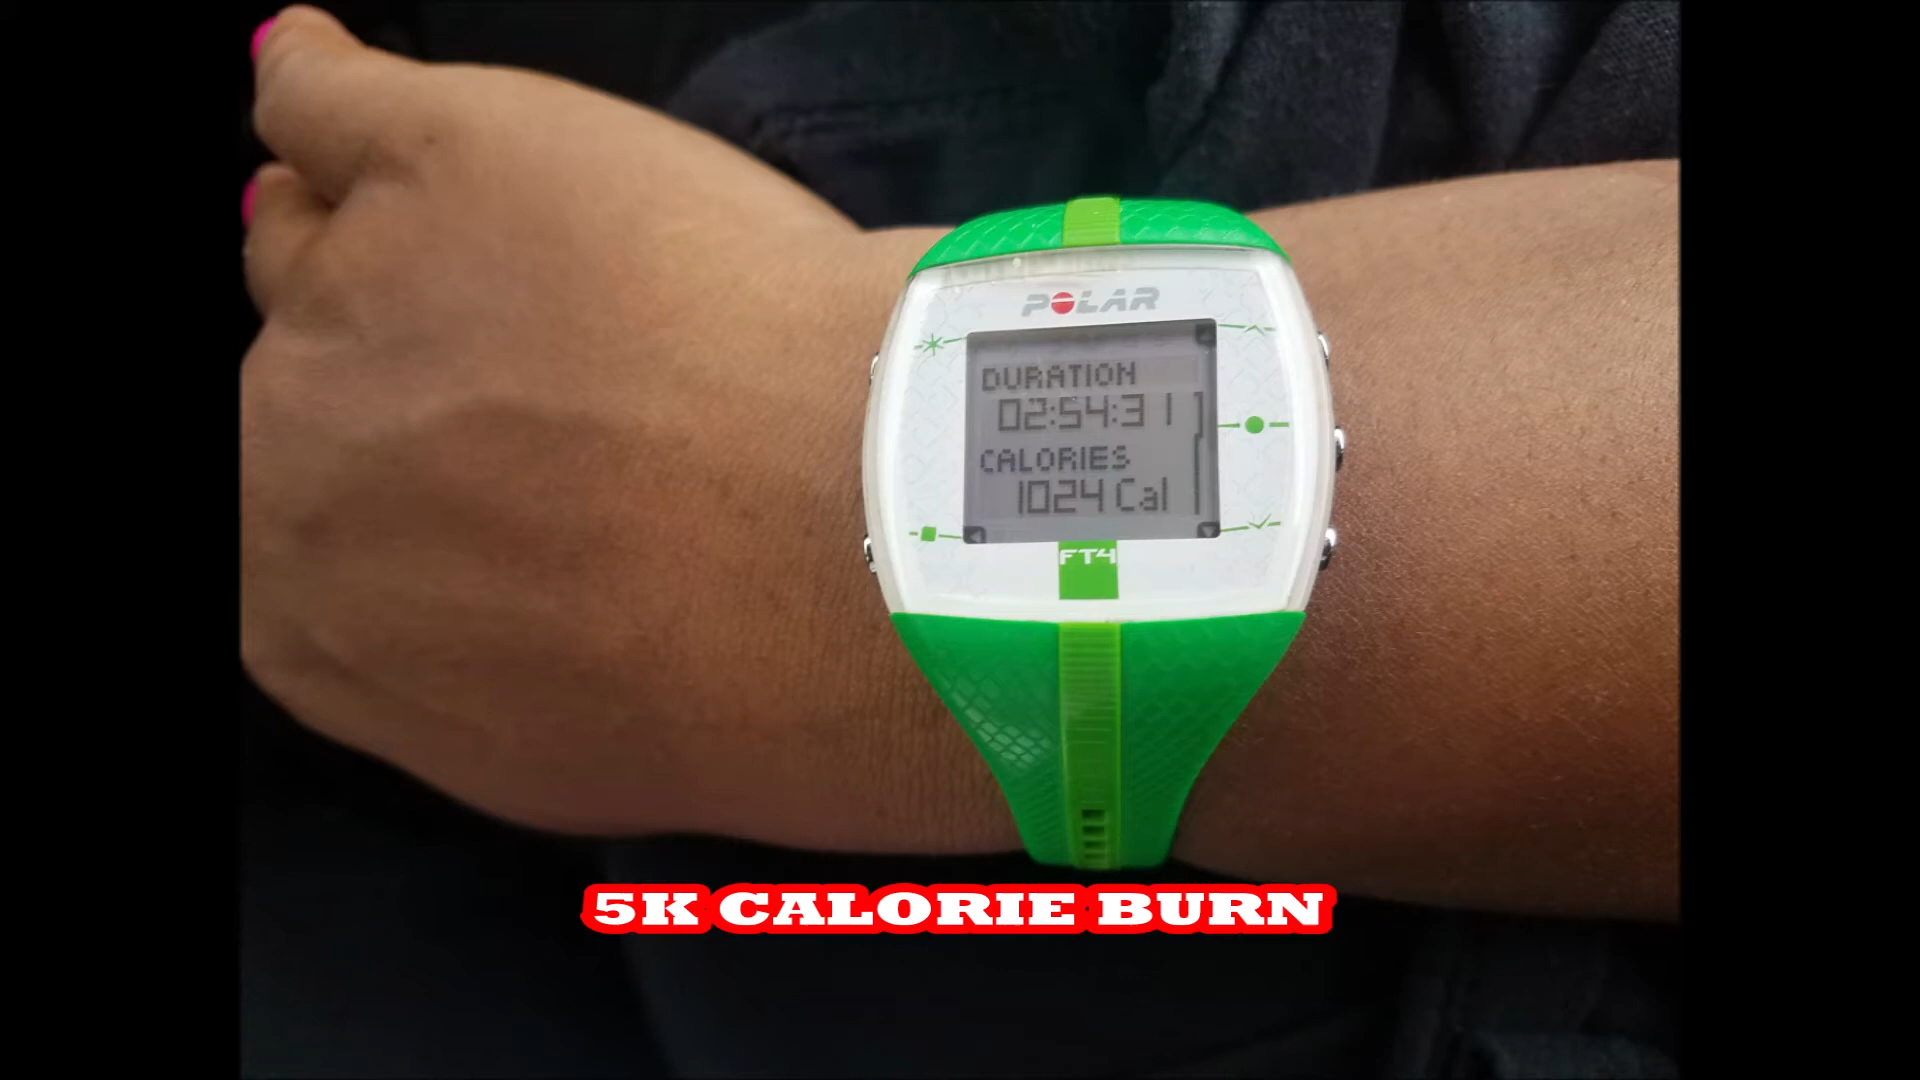 POLAR
DURATION
02:54:31
CALORIES
1024 Cal
FT4
5K CALORIE BURN